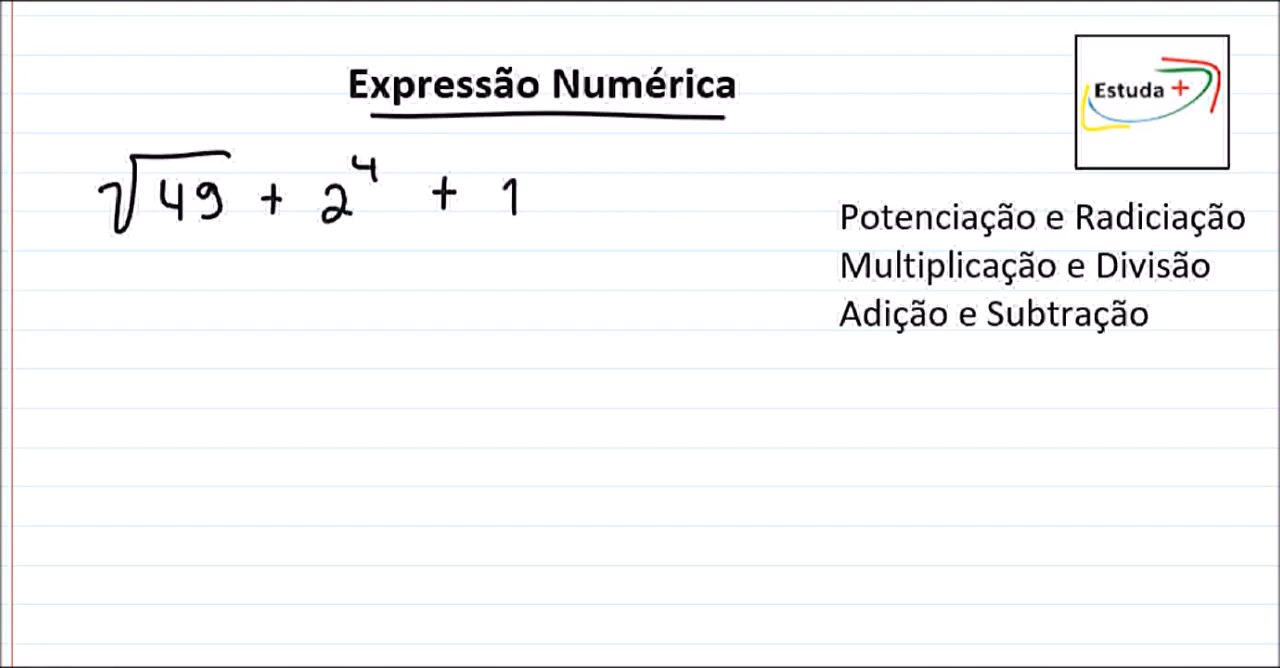 Expressão Numérica
Estuda +
√49 + 2⁴ + 1
Potenciação e Radiciação
Multiplicação e Divisão
Adição e Subtração